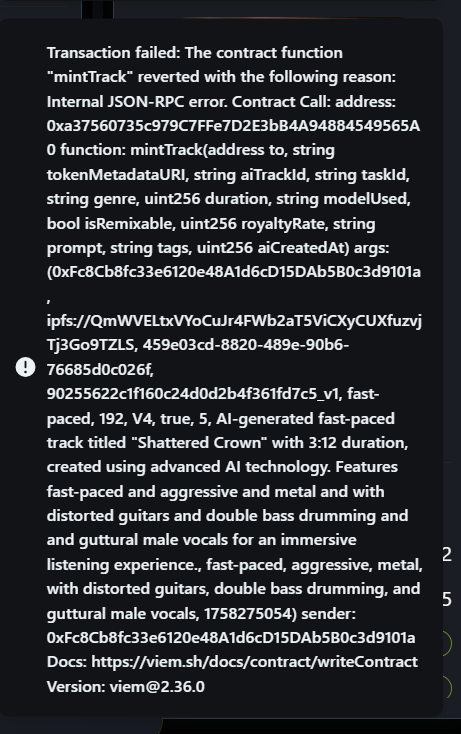 Transaction failed: The contract function
"mintTrack" reverted with the following reason:
Internal JSON-RPC error. Contract Call: address:
0xa37560735c979C7FFe7D2E3bB4A94884549565A
0 function: mintTrack(address to, string
tokenMetadataURI, string aiTrackId, string taskId,
string genre, uint256 duration, string modelUsed,
bool isRemixable, uint256 royaltyRate, string
prompt, string tags, uint256 aiCreatedAt) args:
(0xFc8Cb8fc33e6120e48A1d6cD15DAb5B0c3d9101a
,
ipfs://QmWVELtxVYoCuJr4FWb2aT5ViCXyCUXfuzvj
Tj3Go9TZLS, 459e03cd-8820-489e-90b6-
76685d0c026f,
90255622c1f160c24d0d2b4f361fd7c5_v1, fast-
paced, 192, V4, true, 5, AI-generated fast-paced
track titled "Shattered Crown" with 3:12 duration,
created using advanced AI technology. Features
fast-paced and aggressive and metal and with
distorted guitars and double bass drumming and
and guttural male vocals for an immersive
listening experience., fast-paced, aggressive, metal,
with distorted guitars, double bass drumming, and
guttural male vocals, 1758275054) sender:
0xFc8Cb8fc33e6120e48A1d6cD15DAb5B0c3d9101a
Docs: https://viem.sh/docs/contract/writeContract
Version: viem@2.36.0
2
5